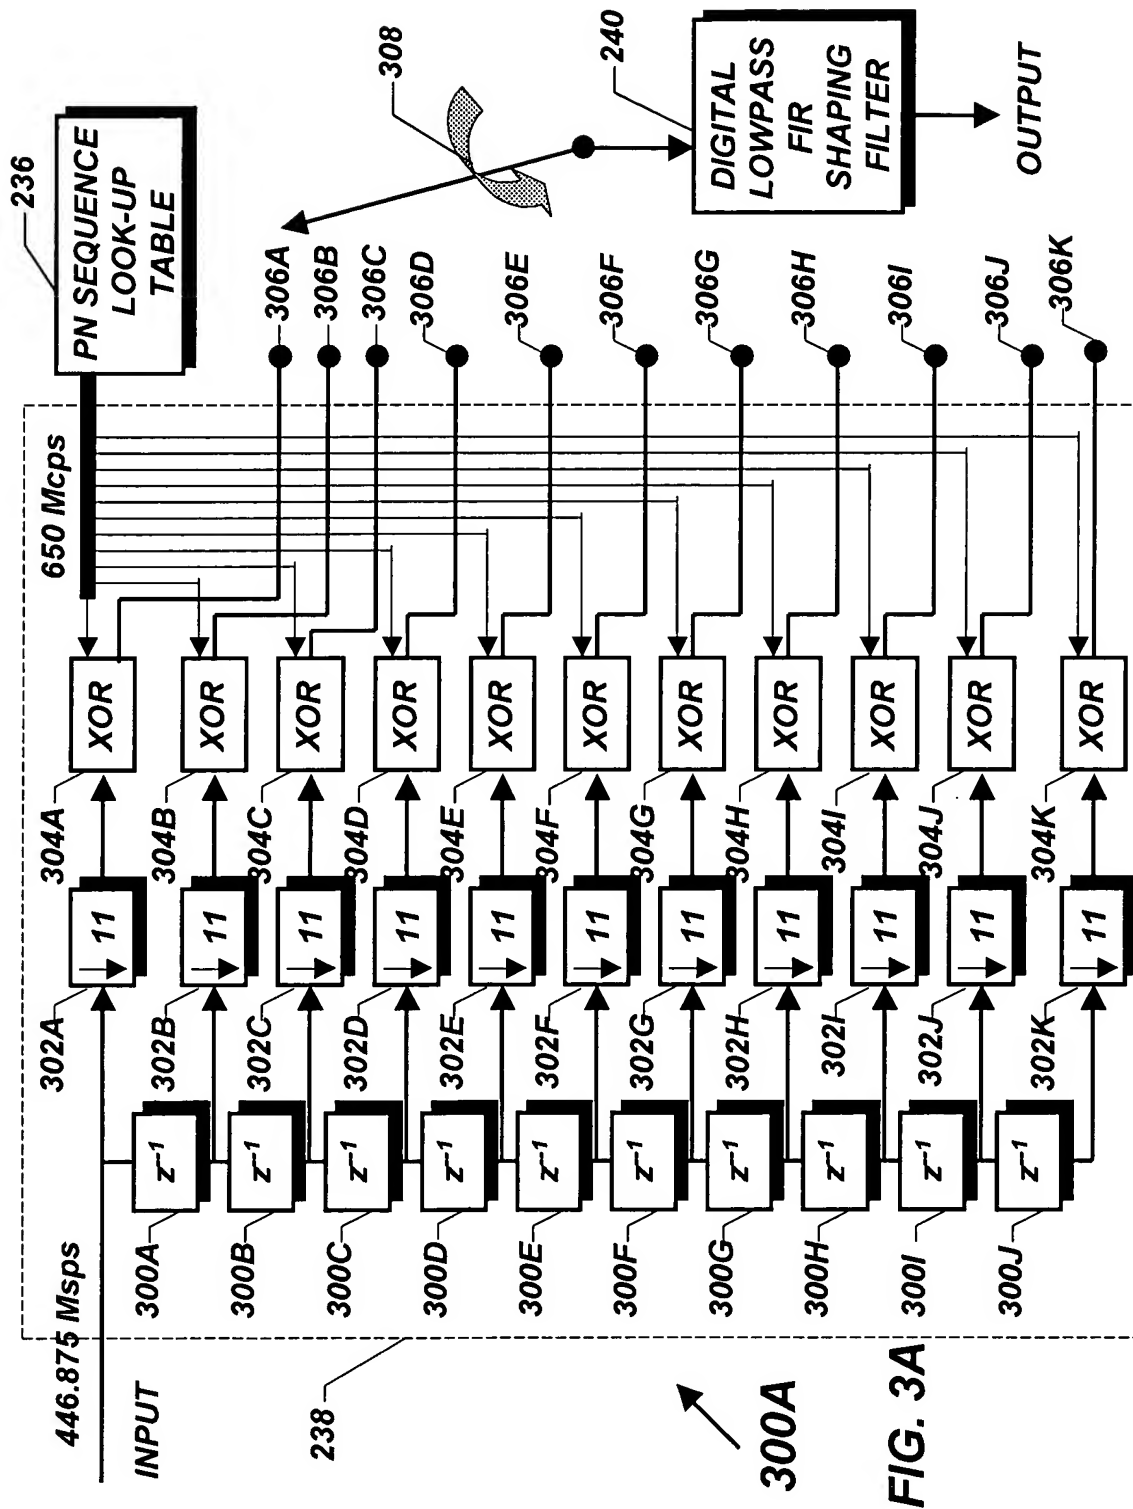 446.875 Msps
INPUT
238
300A
z⁻¹
300B
z⁻¹
300C
z⁻¹
300D
z⁻¹
300E
z⁻¹
300F
z⁻¹
300G
z⁻¹
300H
z⁻¹
300I
z⁻¹
300J
z⁻¹
302A
↓ 11
302B
↓ 11
302C
↓ 11
302D
↓ 11
302E
↓ 11
302F
↓ 11
302G
↓ 11
302H
↓ 11
302I
↓ 11
302J
↓ 11
302K
↓ 11
304A
XOR
304B
XOR
304C
XOR
304D
XOR
304E
XOR
304F
XOR
304G
XOR
304H
XOR
304I
XOR
304J
XOR
304K
XOR
650 Mcps
236
PN SEQUENCE
LOOK-UP
TABLE
306A
306B
306C
306D
306E
306F
306G
306H
306I
306J
306K
308
240
DIGITAL
LOWPASS
FIR
SHAPING
FILTER
OUTPUT
300A
FIG. 3A